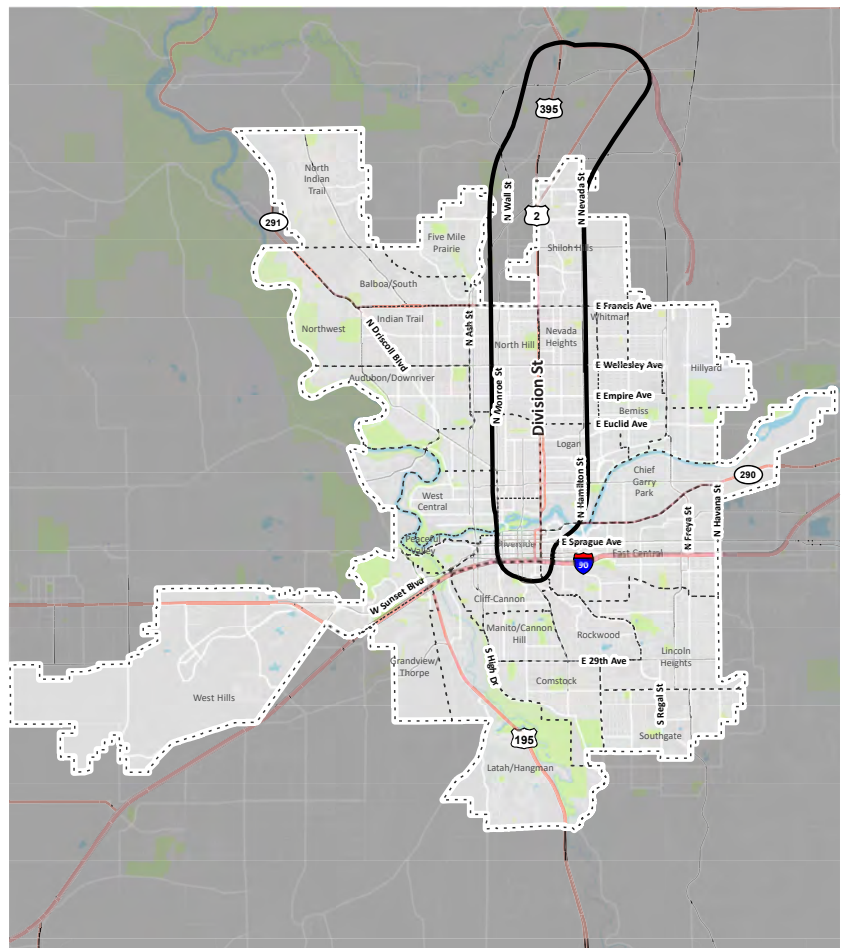 395
North
Indian
Trail
N Wall St
N Nevada St
2
291
Five Mile
Prairie
Shiloh Hills
Balboa/South
Indian Trail
E Francis Ave
Whitman
N Ash St
Northwest
N Driscoll Blvd
North Hill
Nevada
Heights
E Wellesley Ave
Hillyard
Audubon/Downriver
N Monroe St
Division St
E Empire Ave
Bemiss
E Euclid Ave
Logan
Chief
Garry
Park
290
N Hamilton St
West
Central
N Freya St
N Havana St
Peaceful
Valley
Riverside
E Sprague Ave
East Central
90
W Sunset Blvd
Cliff-Cannon
Manito/Cannon
Hill
Rockwood
Lincoln
Heights
Grandview/
Thorpe
S High Dr
E 29th Ave
Comstock
West Hills
S Regal St
Southgate
195
Latah/Hangman